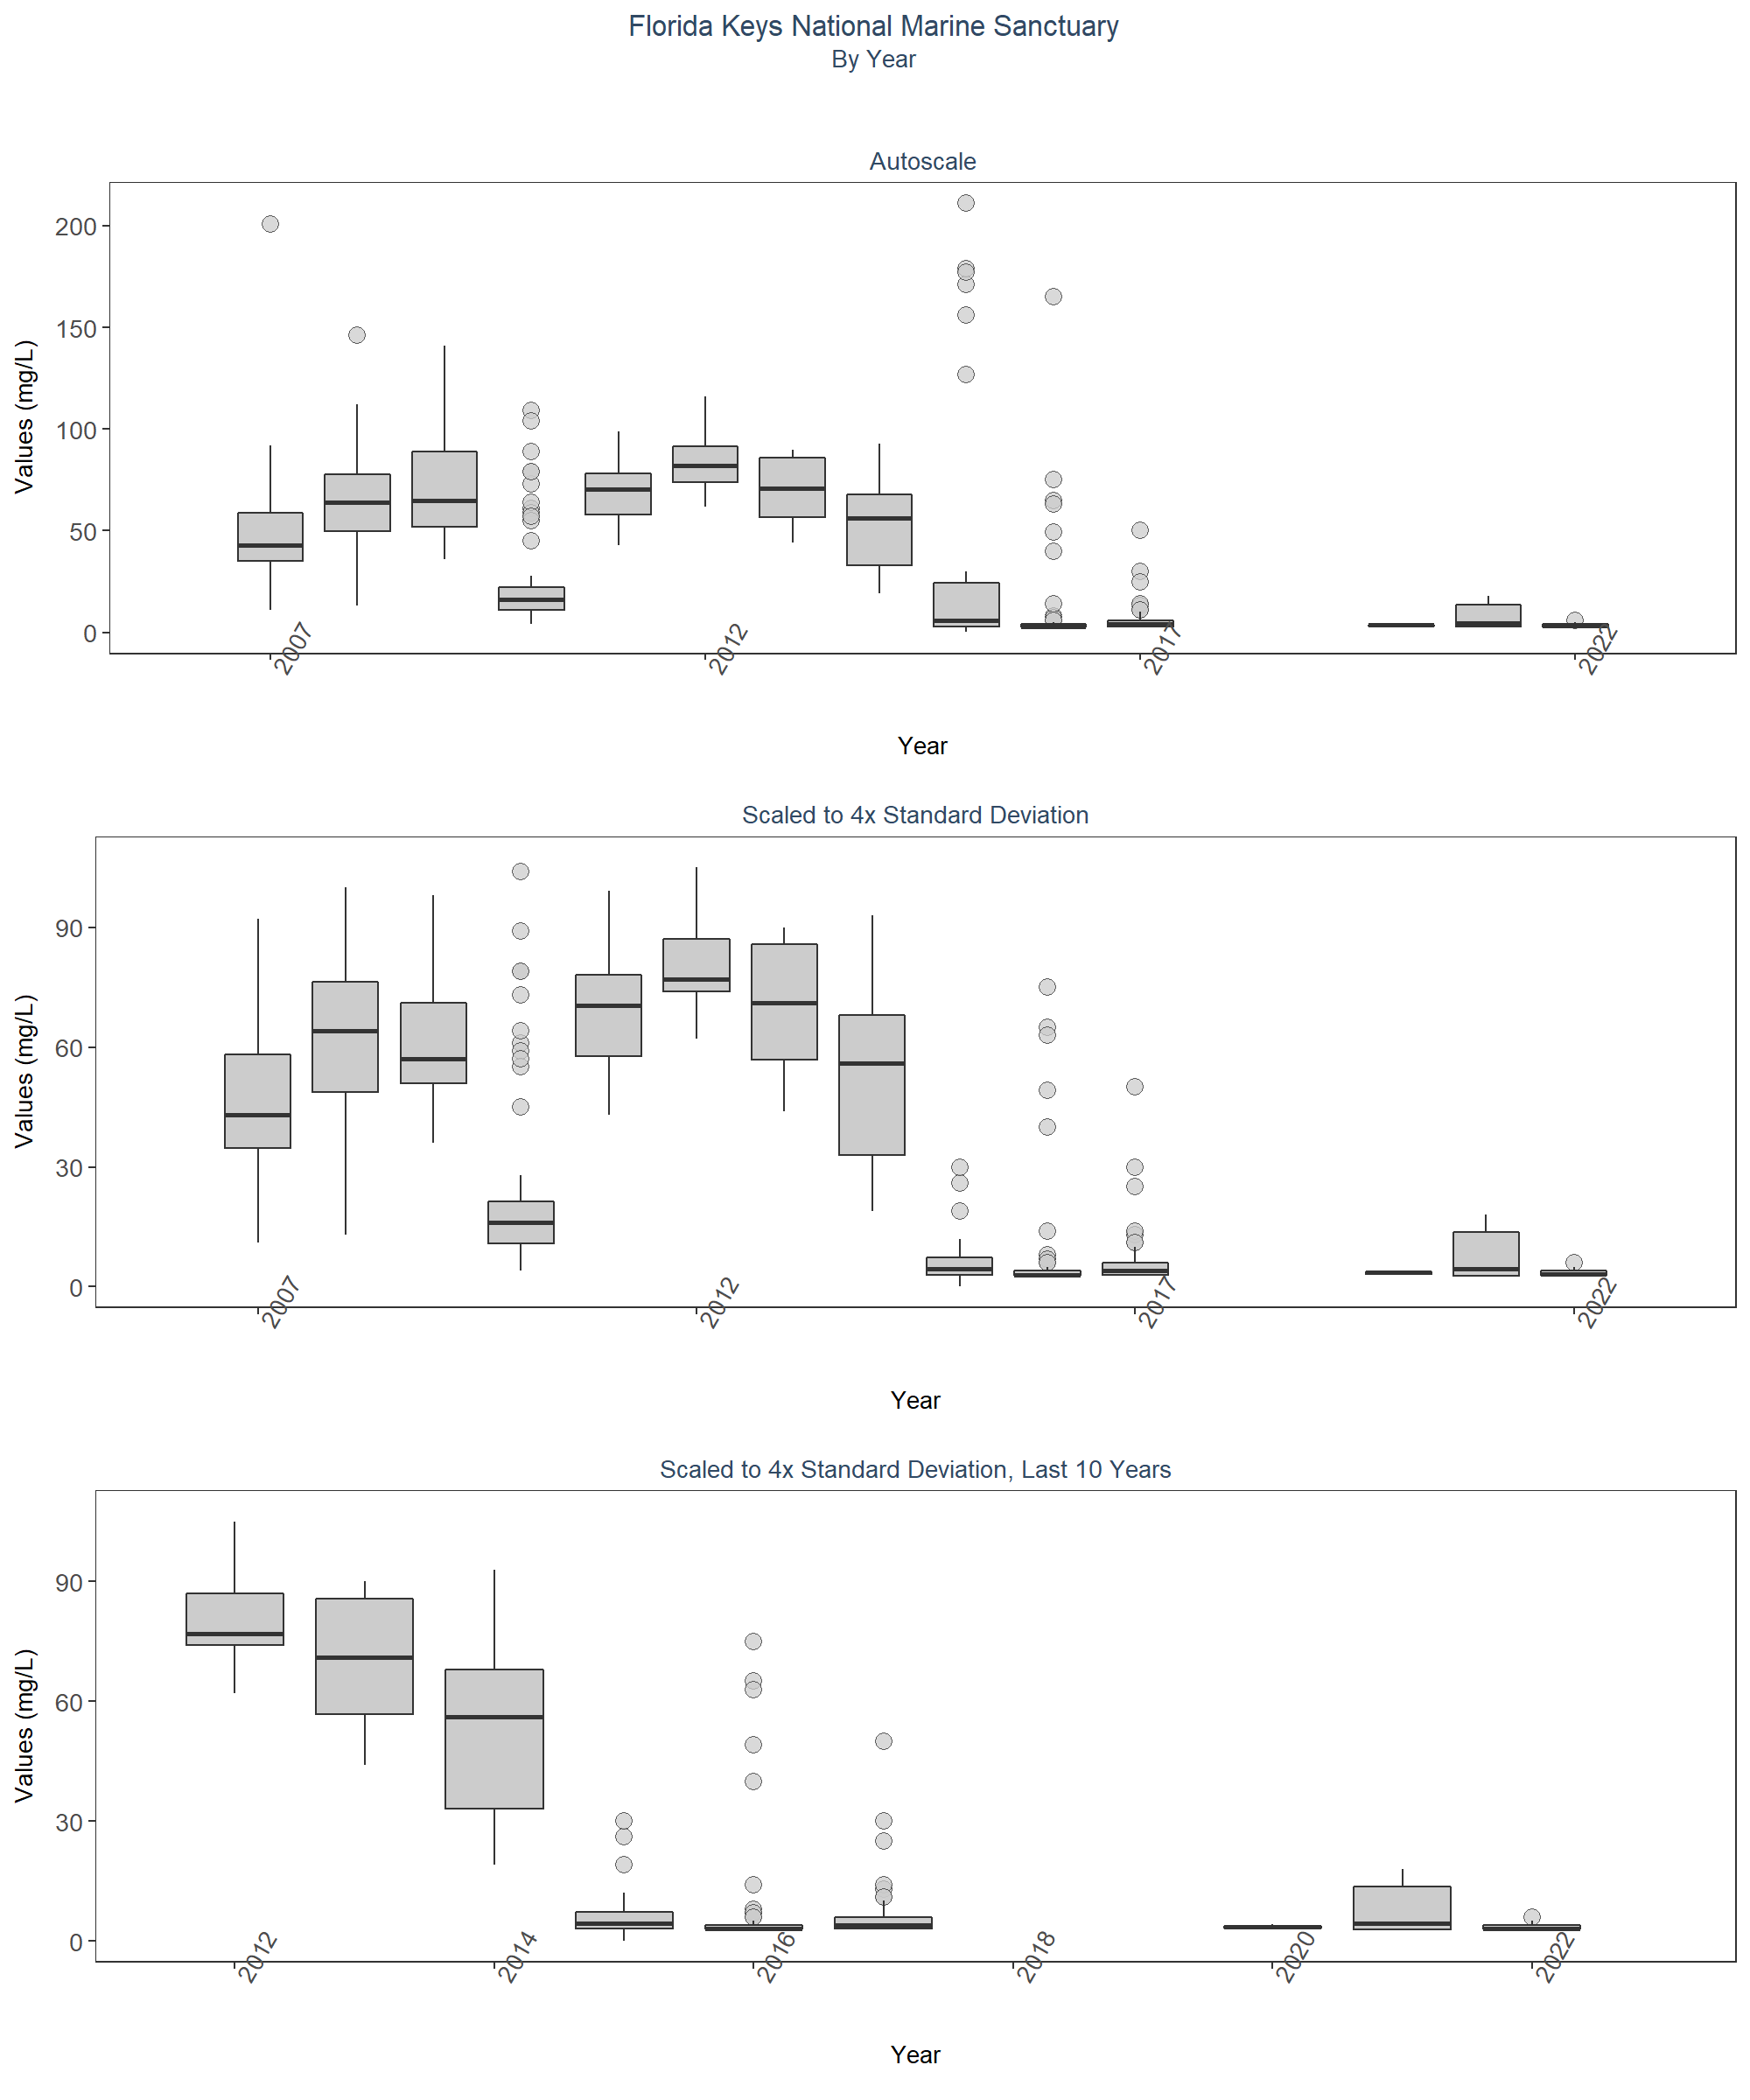 Florida Keys National Marine Sanctuary
By Year
Autoscale
Values (mg/L)
200
150
100
50
0
2007
2012
2017
2022
Year
Scaled to 4x Standard Deviation
Values (mg/L)
90
60
30
0
2007
2012
2017
2022
Year
Scaled to 4x Standard Deviation, Last 10 Years
Values (mg/L)
90
60
30
0
2012
2014
2016
2018
2020
2022
Year